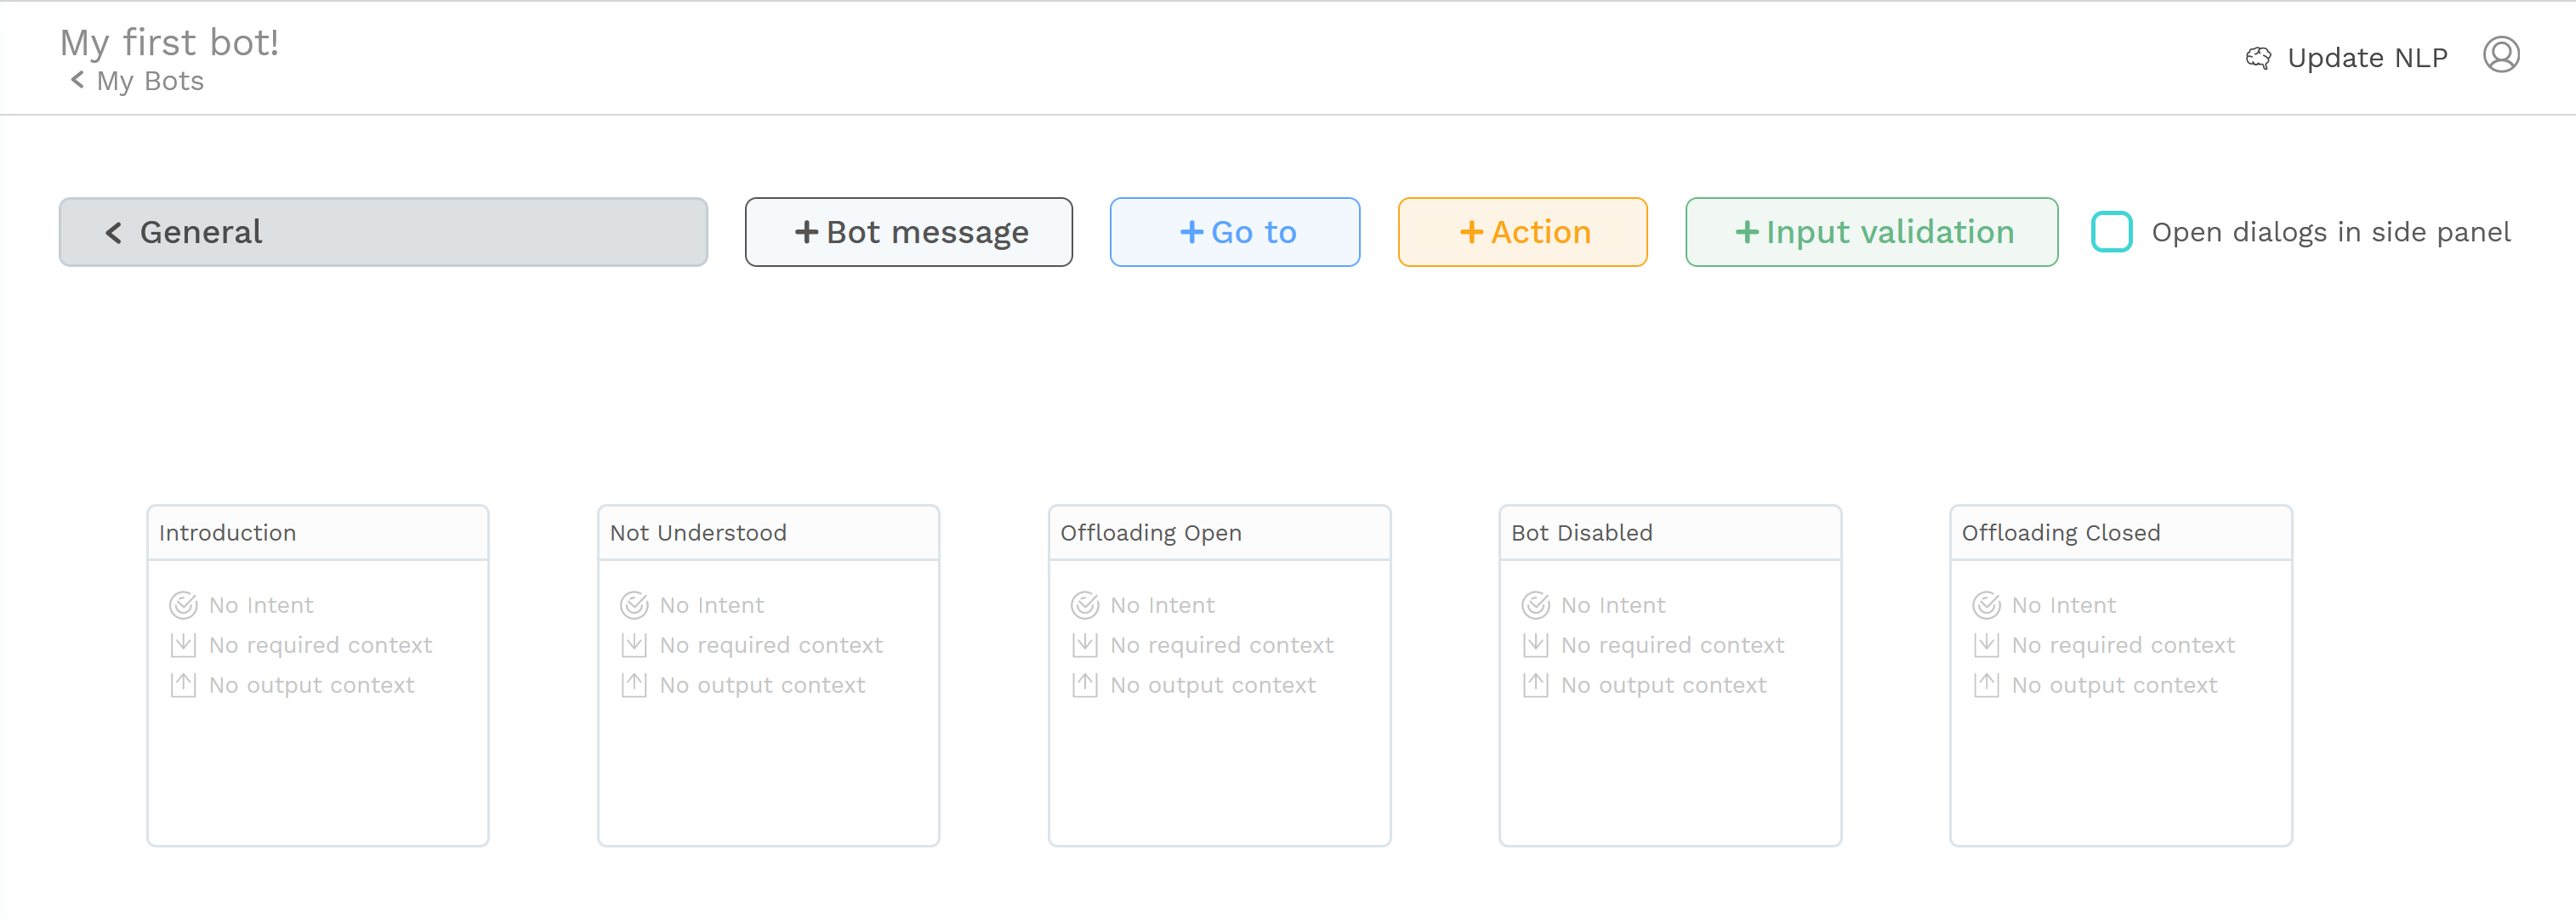 My first bot!
My Bots
Update NLP
General
Bot message
Go to
Action
Input validation
Open dialogs in side panel
Introduction
No Intent
No required context
No output context
Not Understood
No Intent
No required context
No output context
Offloading Open
No Intent
No required context
No output context
Bot Disabled
No Intent
No required context
No output context
Offloading Closed
No Intent
No required context
No output context